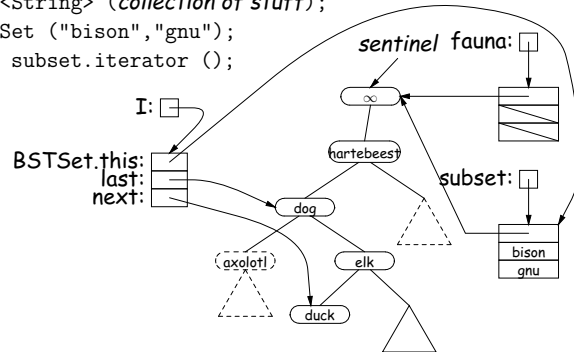 <String> (collection of stuff);
Set ("bison","gnu");
subset.iterator ();
sentinel fauna:
I:
∞
BSTSet.this:
last:
next:
hartebeest
subset:
dog
axolotl
elk
bison
gnu
duck